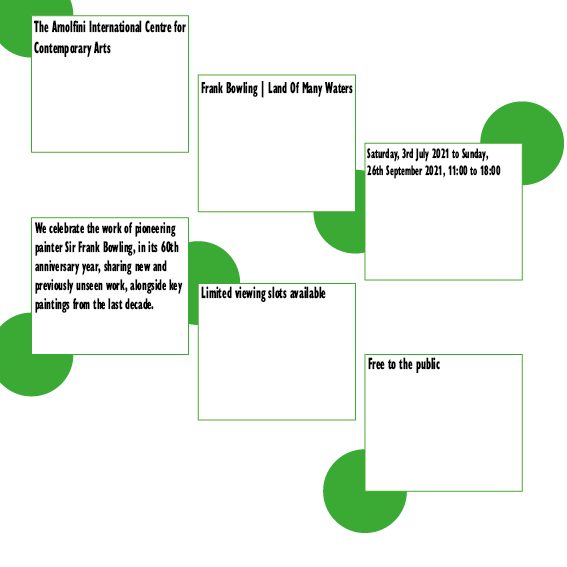 The Arnolfini International Centre for
Contemporary Arts
Frank Bowling | Land Of Many Waters
Saturday, 3rd July 2021 to Sunday,
26th September 2021, 11:00 to 18:00
We celebrate the work of pioneering
painter Sir Frank Bowling, in its 60th
anniversary year, sharing new and
previously unseen work, alongside key
paintings from the last decade.
Limited viewing slots available
Free to the public